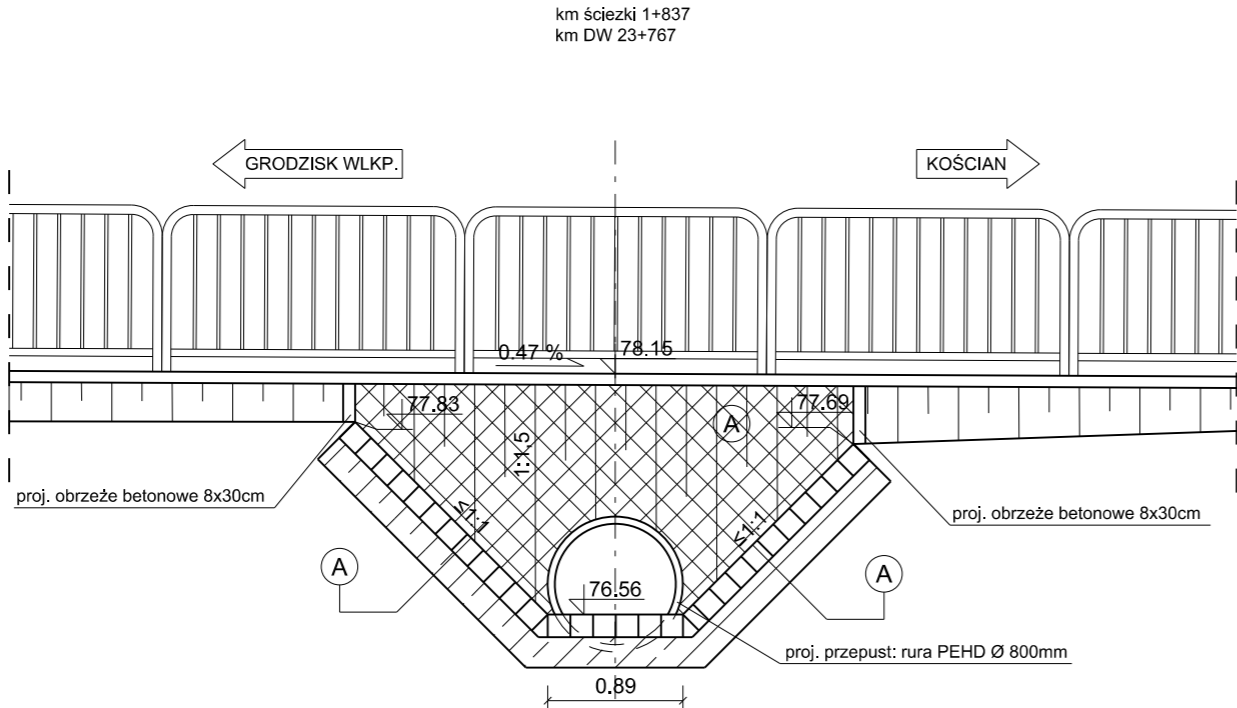 km ściezki 1+837
km DW 23+767
GRODZISK WLKP.
KOŚCIAN
0.47 %
78.15
77.83
77.69
A
1:1.5
proj. obrzeże betonowe 8x30cm
≤1:1
≤1:1
proj. obrzeże betonowe 8x30cm
A
A
76.56
proj. przepust: rura PEHD Ø 800mm
0.89